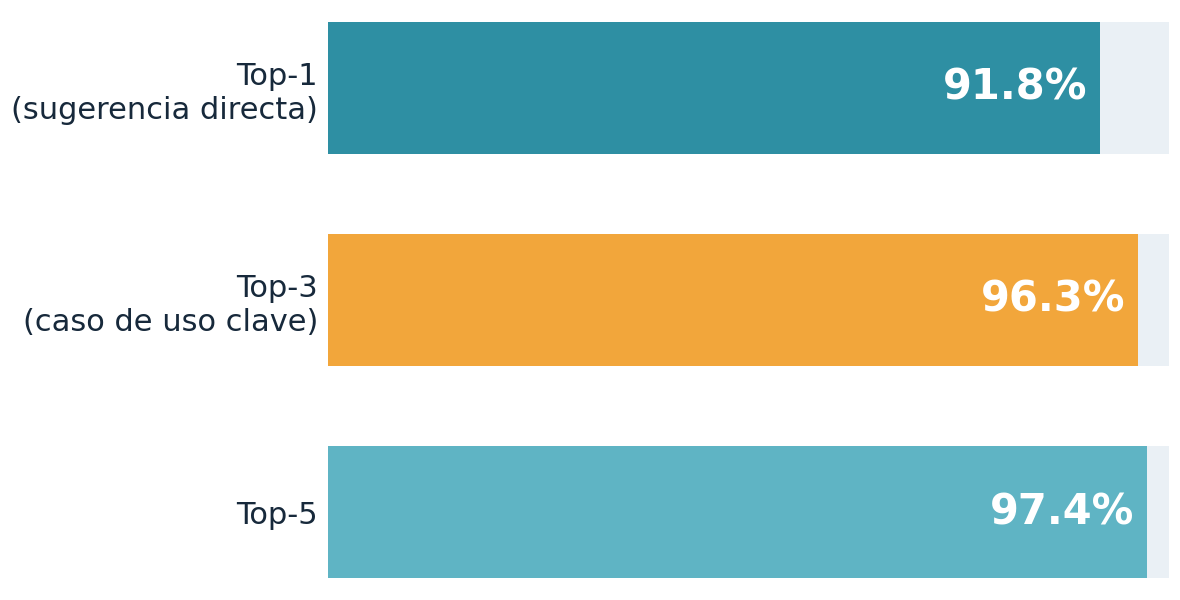 Top-1
(sugerencia directa)
91.8%
Top-3
(caso de uso clave)
96.3%
Top-5
97.4%